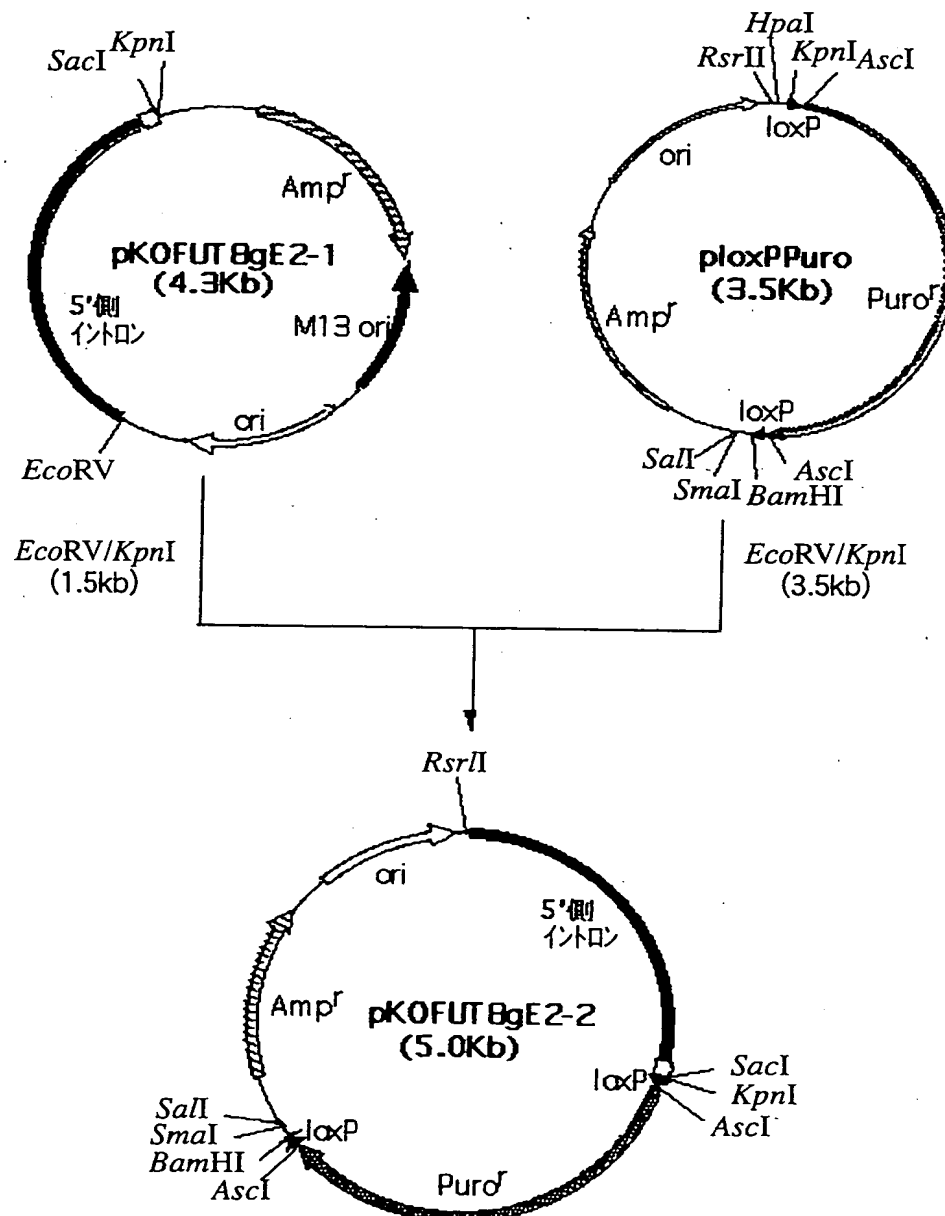 SacI KpnI
Ampʳ
pKOFUT8gE2-1
(4.3Kb)
5'側
イントロン
M13 ori
ori
EcoRV
HpaI
RsrII KpnI AscI
loxP
ori
ploxPPuro
(3.5Kb)
Puroʳ
Ampʳ
loxP
SalI
SmaI BamHI AscI
EcoRV/KpnI
(1.5kb)
EcoRV/KpnI
(3.5kb)
RsrII
ori
5'側
イントロン
Ampʳ
pKOFUT8gE2-2
(5.0Kb)
loxP
SacI
KpnI
AscI
SalI
SmaI
BamHI
AscI
loxP
Puroʳ